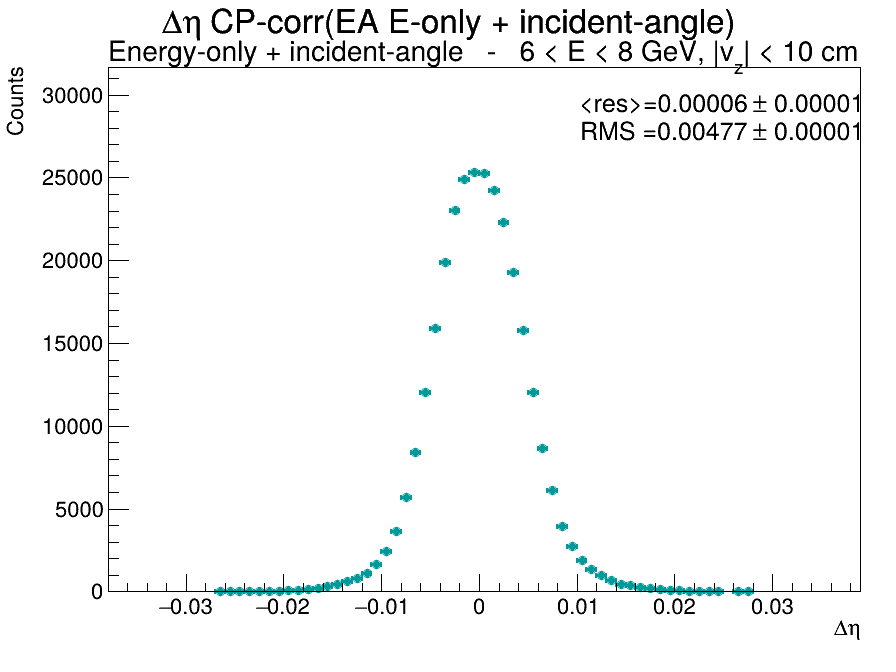 Δη CP-corr(EA E-only + incident-angle)
Energy-only + incident-angle - 6 < E < 8 GeV, |v_z| < 10 cm
<res>=0.00006 ± 0.00001
RMS =0.00477 ± 0.00001
Counts
30000
25000
20000
15000
10000
5000
0
−0.03 −0.02 −0.01 0 0.01 0.02 0.03
Δη